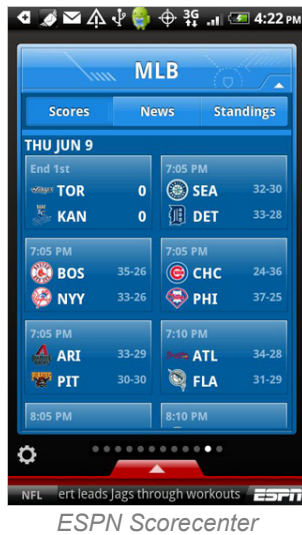 3G 4:22 PM
MLB
Scores News Standings
THU JUN 9
End 1st
TOR 0
KAN 0
7:05 PM
SEA 32-30
DET 33-28
7:05 PM
BOS 35-26
NYY 33-26
7:05 PM
CHC 24-36
PHI 37-25
7:05 PM
ARI 33-29
PIT 30-30
7:10 PM
ATL 34-28
FLA 31-29
8:05 PM 8:10 PM
NFL ert leads Jags through workouts ESPN
ESPN Scorecenter